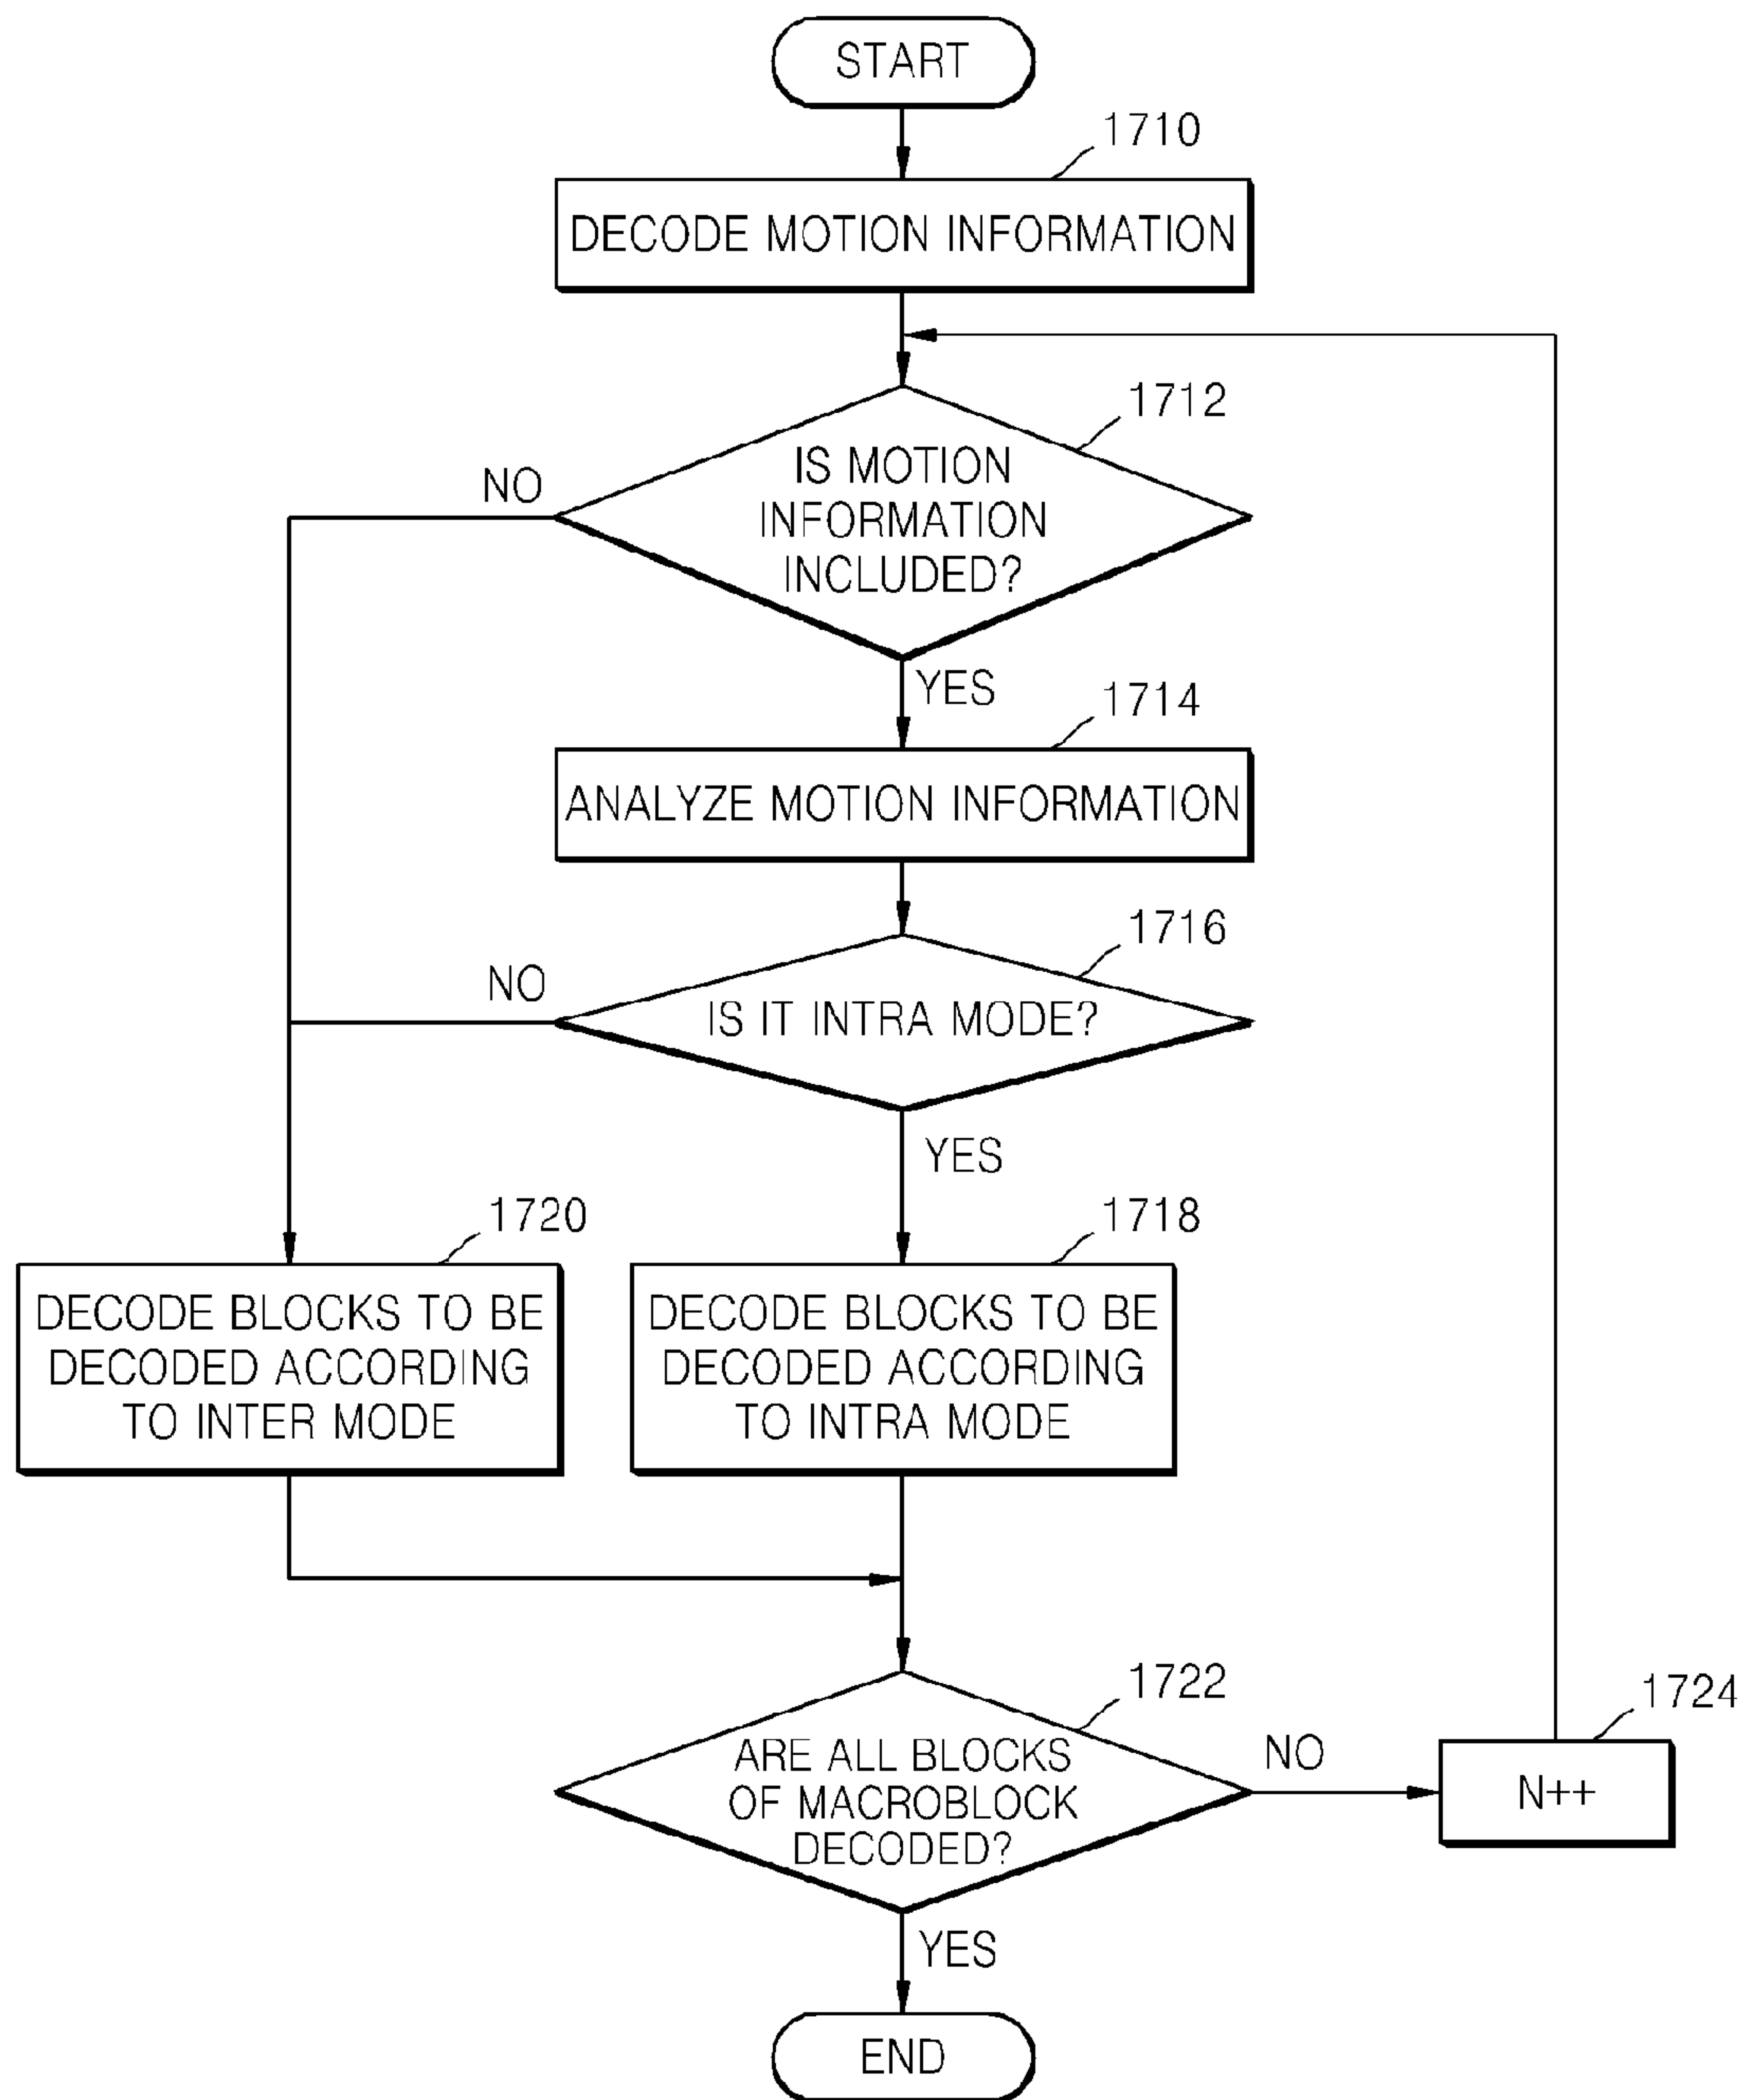 START
1710
DECODE MOTION INFORMATION
1712
IS MOTION
INFORMATION
INCLUDED?
NO
YES
1714
ANALYZE MOTION INFORMATION
1716
NO
IS IT INTRA MODE?
YES
1720
DECODE BLOCKS TO BE
DECODED ACCORDING
TO INTER MODE
1718
DECODE BLOCKS TO BE
DECODED ACCORDING
TO INTRA MODE
1722
ARE ALL BLOCKS
OF MACROBLOCK
DECODED?
NO
1724
N++
YES
END